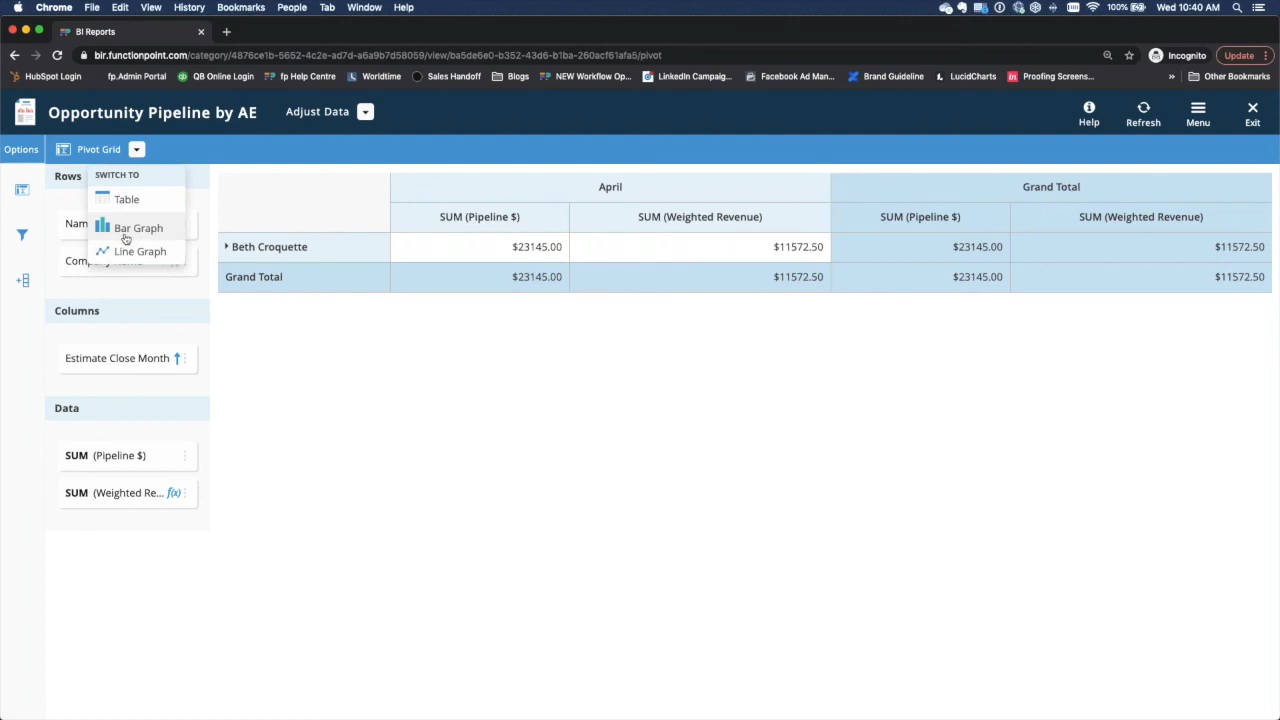 Chrome File Edit View History Bookmarks People Tab Window Help 100% Wed 10:40 AM
BI Reports
bir.functionpoint.com/category/4876ce1b-5652-4c2e-ad7d-a6a9b7d58059/view/ba5de6e0-b352-43d6-b1ba-260acf61afa5/pivot Incognito Update
HubSpot Login fp.Admin Portal QB Online Login fp Help Centre Worldtime Sales Handoff Blogs NEW Workflow Op... LinkedIn Campaig... Facebook Ad Man... Brand Guideline LucidCharts Proofing Screens... » Other Bookmarks
Opportunity Pipeline by AE Adjust Data Help Refresh Menu Exit
Options Pivot Grid
Rows SWITCH TO
Table
Bar Graph
Line Graph
Columns
Estimate Close Month
Data
SUM (Pipeline $)
SUM (Weighted Re... f(x)
April Grand Total
SUM (Pipeline $) SUM (Weighted Revenue) SUM (Pipeline $) SUM (Weighted Revenue)
Beth Croquette $23145.00 $11572.50 $23145.00 $11572.50
Grand Total $23145.00 $11572.50 $23145.00 $11572.50